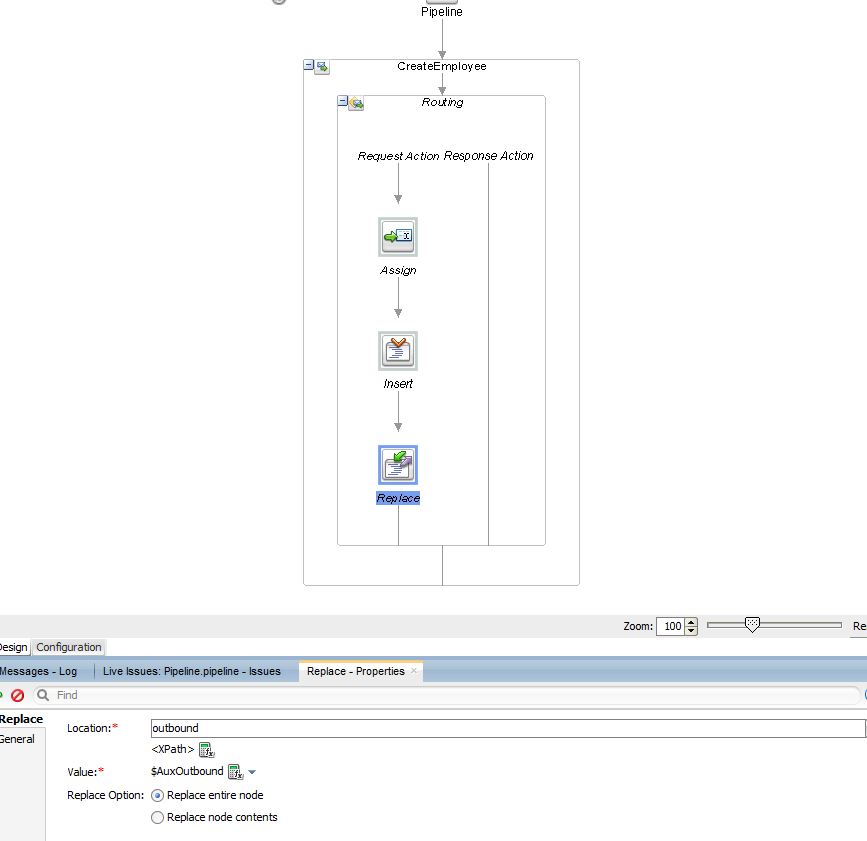 Pipeline
CreateEmployee
Routing
Request Action Response Action
Assign
Insert
Replace
Zoom: 100
Design Configuration
Messages - Log Live Issues: Pipeline.pipeline - Issues Replace - Properties
Find
Replace
General
Location:* outbound
<XPath>
Value:* $AuxOutbound
Replace Option: Replace entire node
Replace node contents